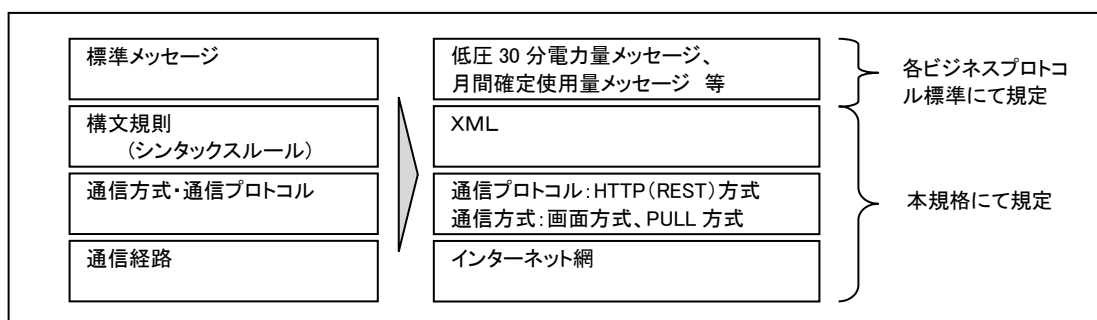 標準メッセージ
低圧 30 分電力量メッセージ、
月間確定使用量メッセージ 等
各ビジネスプロトコ
ル標準にて規定
構文規則
(シンタックスルール)
XML
通信方式・通信プロトコル
通信プロトコル:HTTP(REST)方式
通信方式:画面方式、PULL 方式
本規格にて規定
通信経路
インターネット網